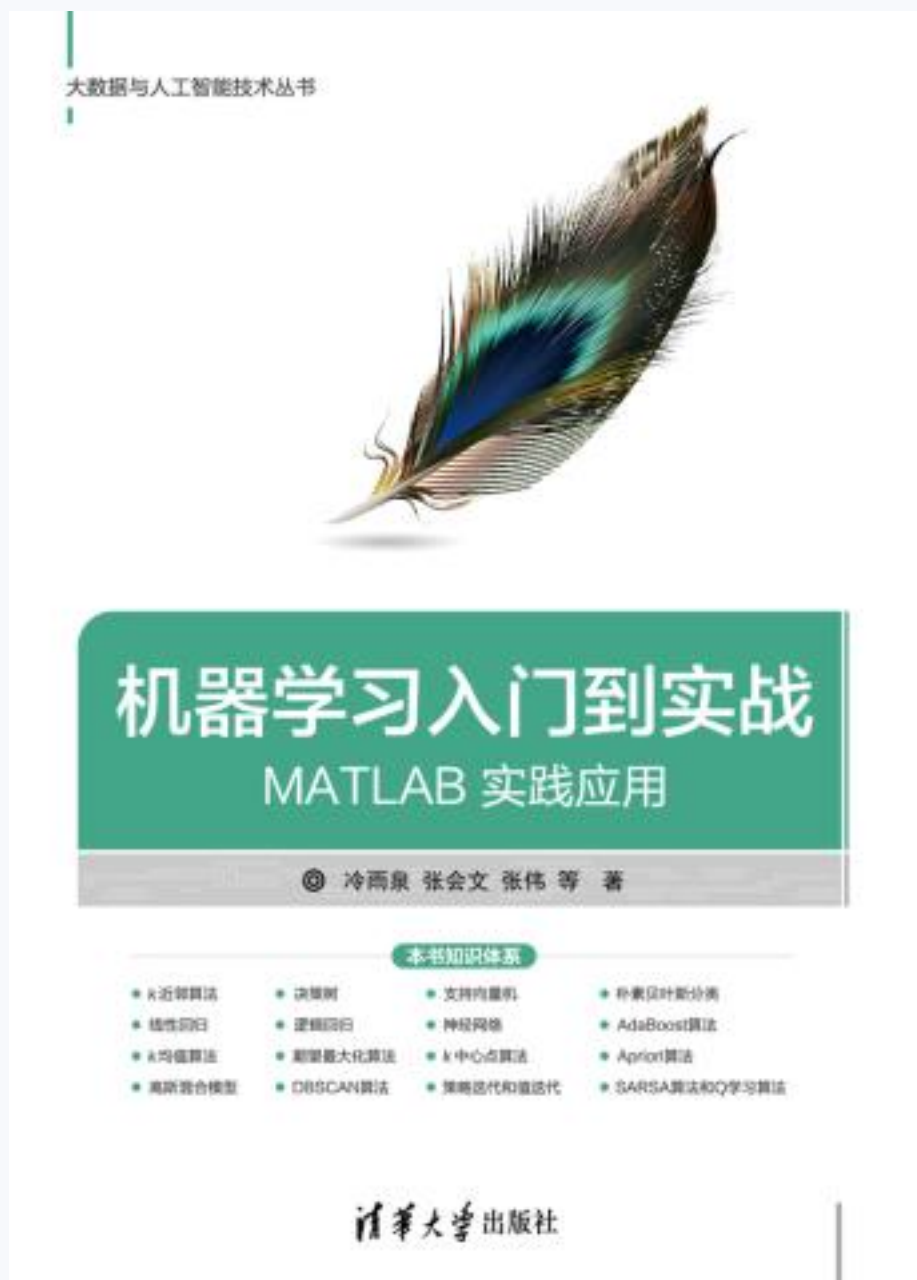 大数据与人工智能技术丛书
机器学习入门到实战
MATLAB 实践应用
冷雨泉 张会文 张伟 等 著
本书知识体系
k近邻算法 决策树 支持向量机 朴素贝叶斯分类
线性回归 逻辑回归 神经网络 AdaBoost算法
k均值算法 期望最大化算法 k中心点算法 Apriori算法
高斯混合模型 DBSCAN算法 策略迭代和值迭代 SARSA算法和Q学习算法
清华大学出版社